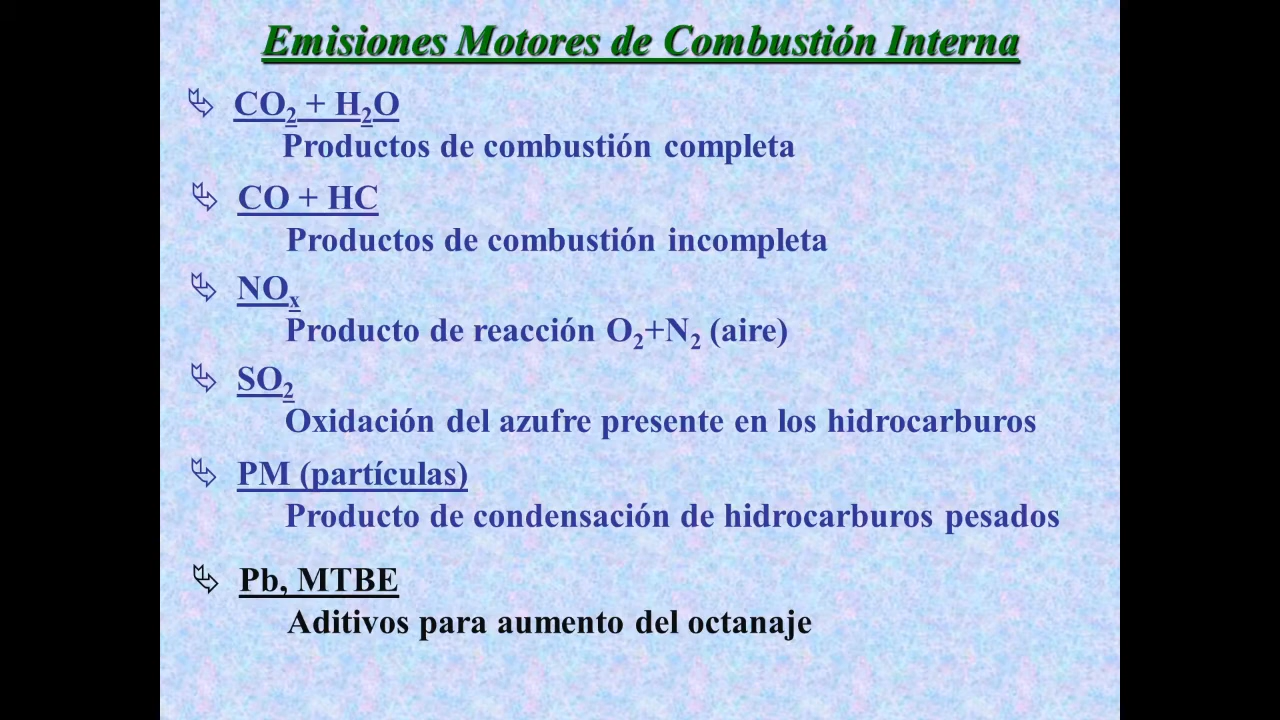 Emisiones Motores de Combustión Interna
CO₂ + H₂O
Productos de combustión completa
CO + HC
Productos de combustión incompleta
NOₓ
Producto de reacción O₂+N₂ (aire)
SO₂
Oxidación del azufre presente en los hidrocarburos
PM (partículas)
Producto de condensación de hidrocarburos pesados
Pb, MTBE
Aditivos para aumento del octanaje